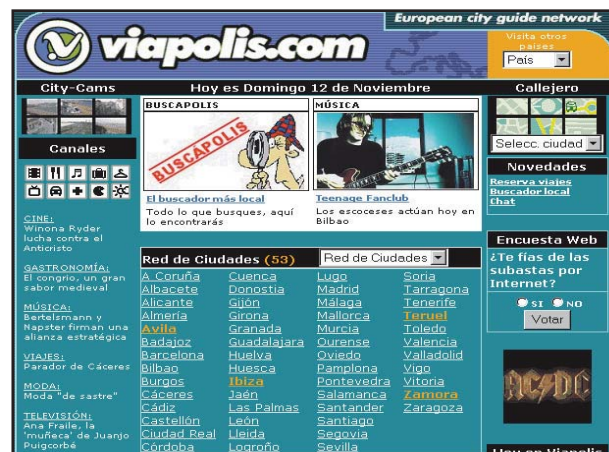 European city guide network
viapolis.com
Visita otros
países
País
City-Cams
Hoy es Domingo 12 de Noviembre
Callejero
Selecc. ciudad
Canales
BUSCAPOLIS
BUSCÁPOLIS
El buscador más local
Todo lo que busques, aquí
lo encontrarás
MÚSICA
Teenage Fanclub
Los escoceses actúan hoy en
Bilbao
Novedades
Reserva viajes
Buscador local
Chat
CINE:
Winona Ryder
lucha contra el
Anticristo
GASTRONOMÍA:
El congrio, un gran
sabor medieval
MÚSICA:
Bertelsmann y
Napster firman una
alianza estratégica
VIAJES:
Parador de Cáceres
MODA:
Moda "de sastre"
TELEVISIÓN:
Ana Fraile, la
'muñeca' de Juanjo
Puigcorbé
Red de Ciudades (53)
Red de Ciudades
A Coruña Cuenca Lugo Soria
Albacete Donostia Madrid Tarragona
Alicante Gijón Málaga Tenerife
Almería Girona Mallorca Teruel
Avila Granada Murcia Toledo
Badajoz Guadalajara Ourense Valencia
Barcelona Huelva Oviedo Valladolid
Bilbao Huesca Pamplona Vigo
Burgos Ibiza Pontevedra Vitoria
Cáceres Jaén Salamanca Zamora
Cádiz Las Palmas Santander Zaragoza
Castellón León Santiago
Ciudad Real Lleida Segovia
Córdoba Logroño Sevilla
Encuesta Web
¿Te fías de las
subastas por
Internet?
SI NO
Votar
AC/DC
Hoy en Viapolis